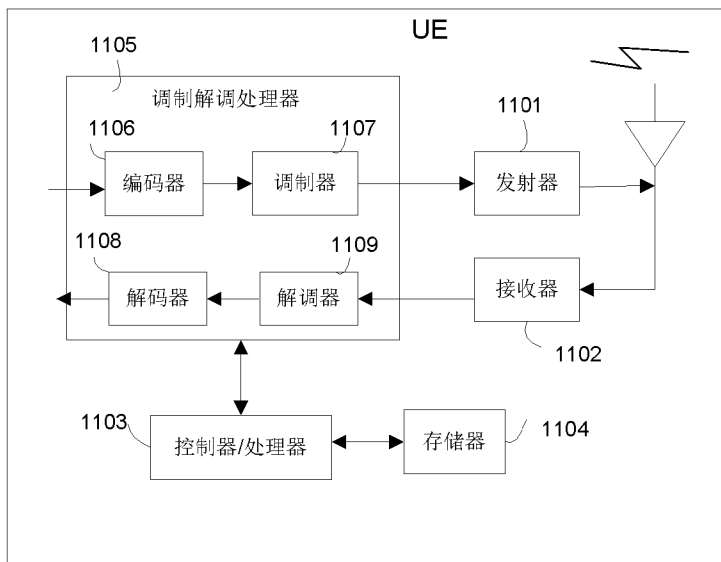 UE
1105
调制解调处理器
1106
1107
1101
编码器
调制器
发射器
1108
1109
解码器
解调器
接收器
1102
1103
控制器/处理器
存储器
1104